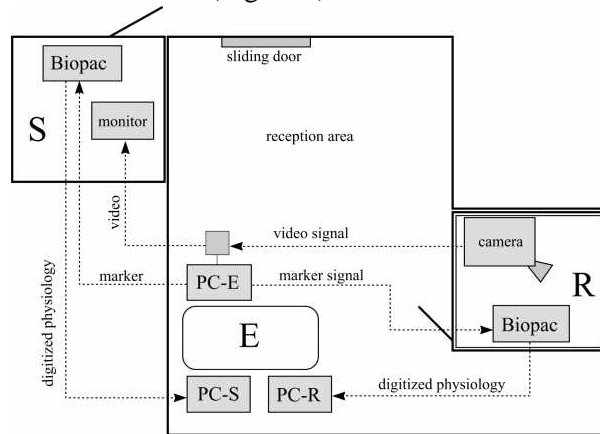 Biopac
sliding door
S
monitor
reception area
video
video signal
camera
R
marker
PC-E
marker signal
Biopac
E
digitized physiology
PC-S
PC-R
digitized physiology